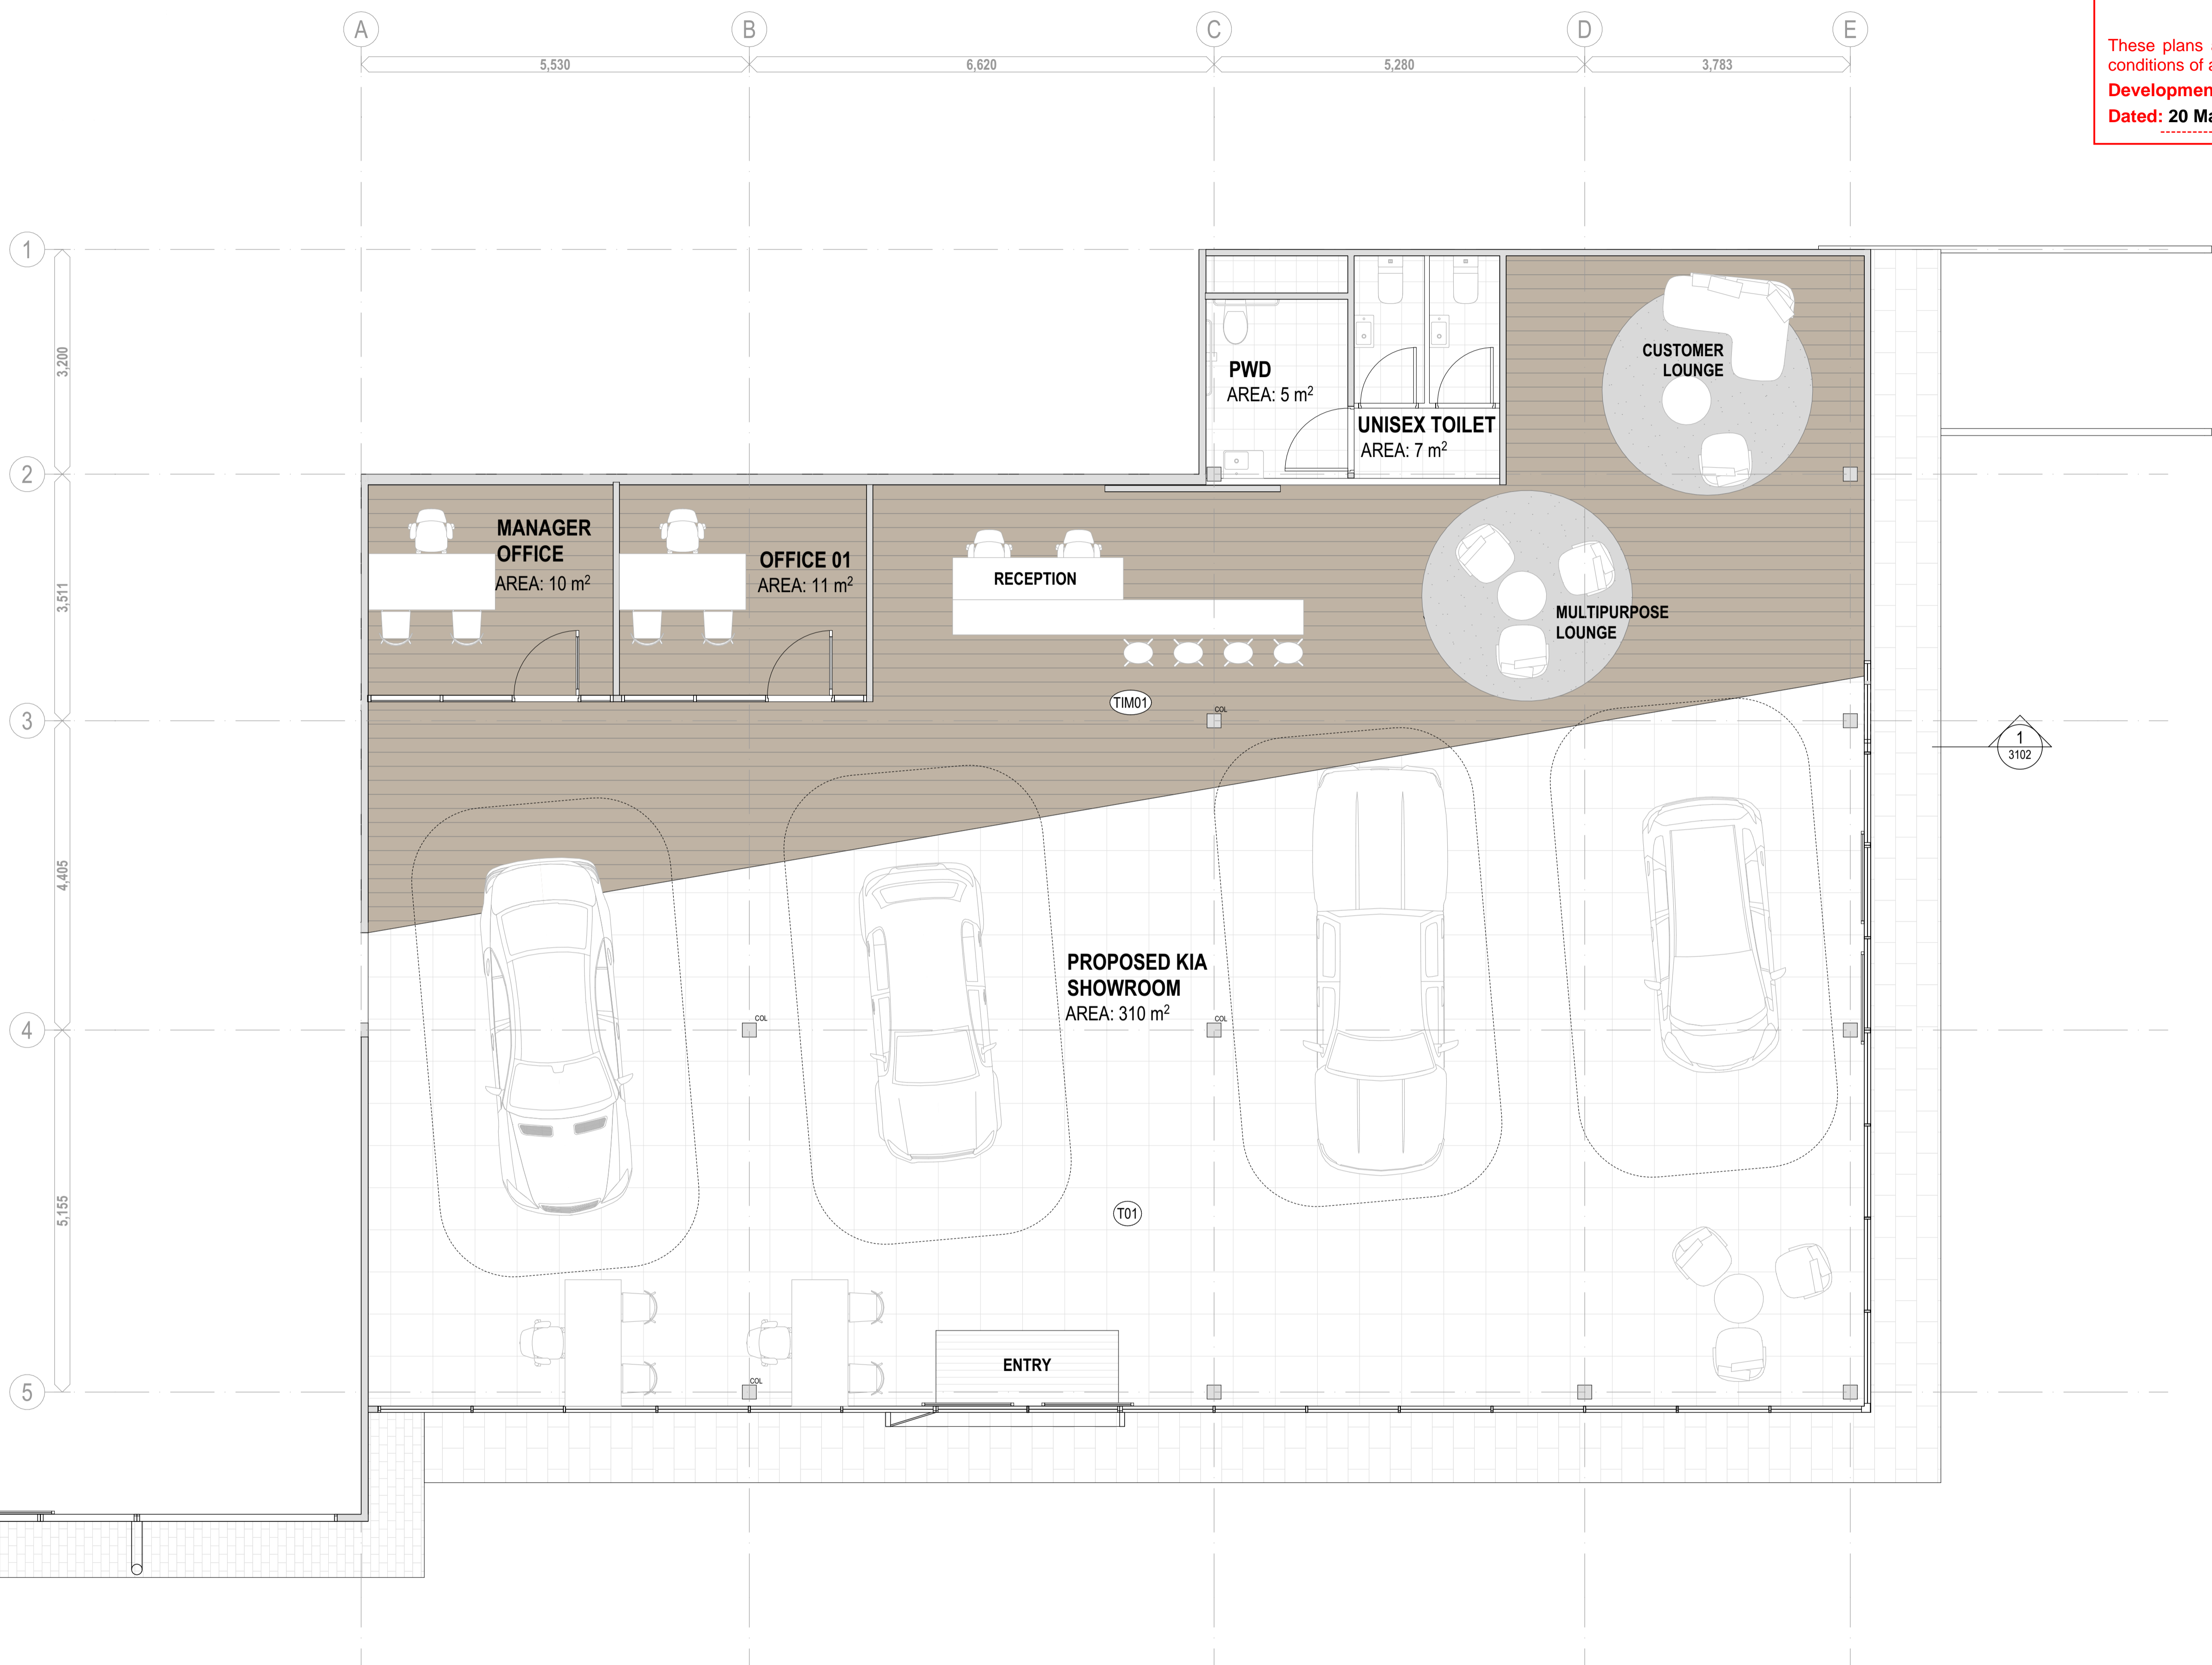 A
B
C
D
E
5,530
6,620
5,280
3,783
These plans
conditions of
Development
Dated: 20 Ma
1
2
3
4
5
3,200
3,511
4,405
5,155
PWD
AREA: 5 m²
UNISEX TOILET
AREA: 7 m²
CUSTOMER
LOUNGE
MANAGER
OFFICE
AREA: 10 m²
OFFICE 01
AREA: 11 m²
RECEPTION
MULTIPURPOSE
LOUNGE
TIM01
COL
1
3102
PROPOSED KIA
SHOWROOM
AREA: 310 m²
COL
COL
T01
ENTRY
COL